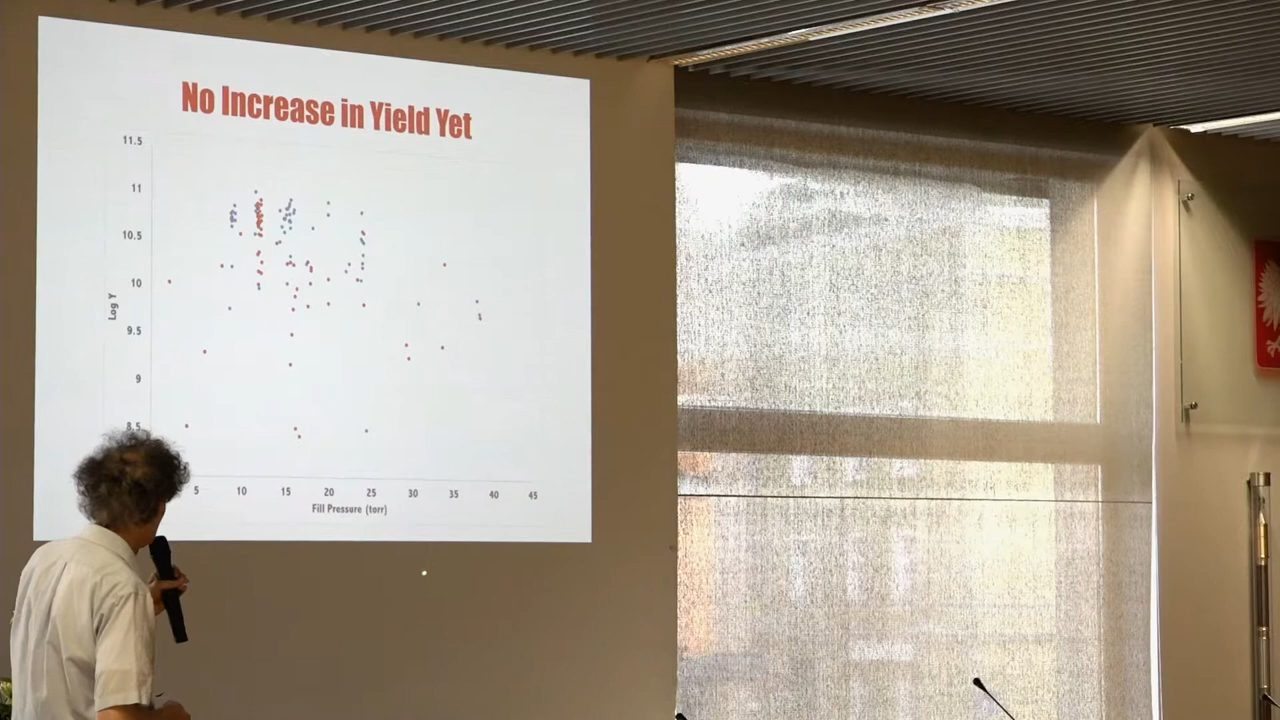 No Increase in Yield Yet
11.5
11
10.5
10
9.5
9
8.5
Log Y
5 10 15 20 25 30 35 40 45
Fill Pressure (torr)